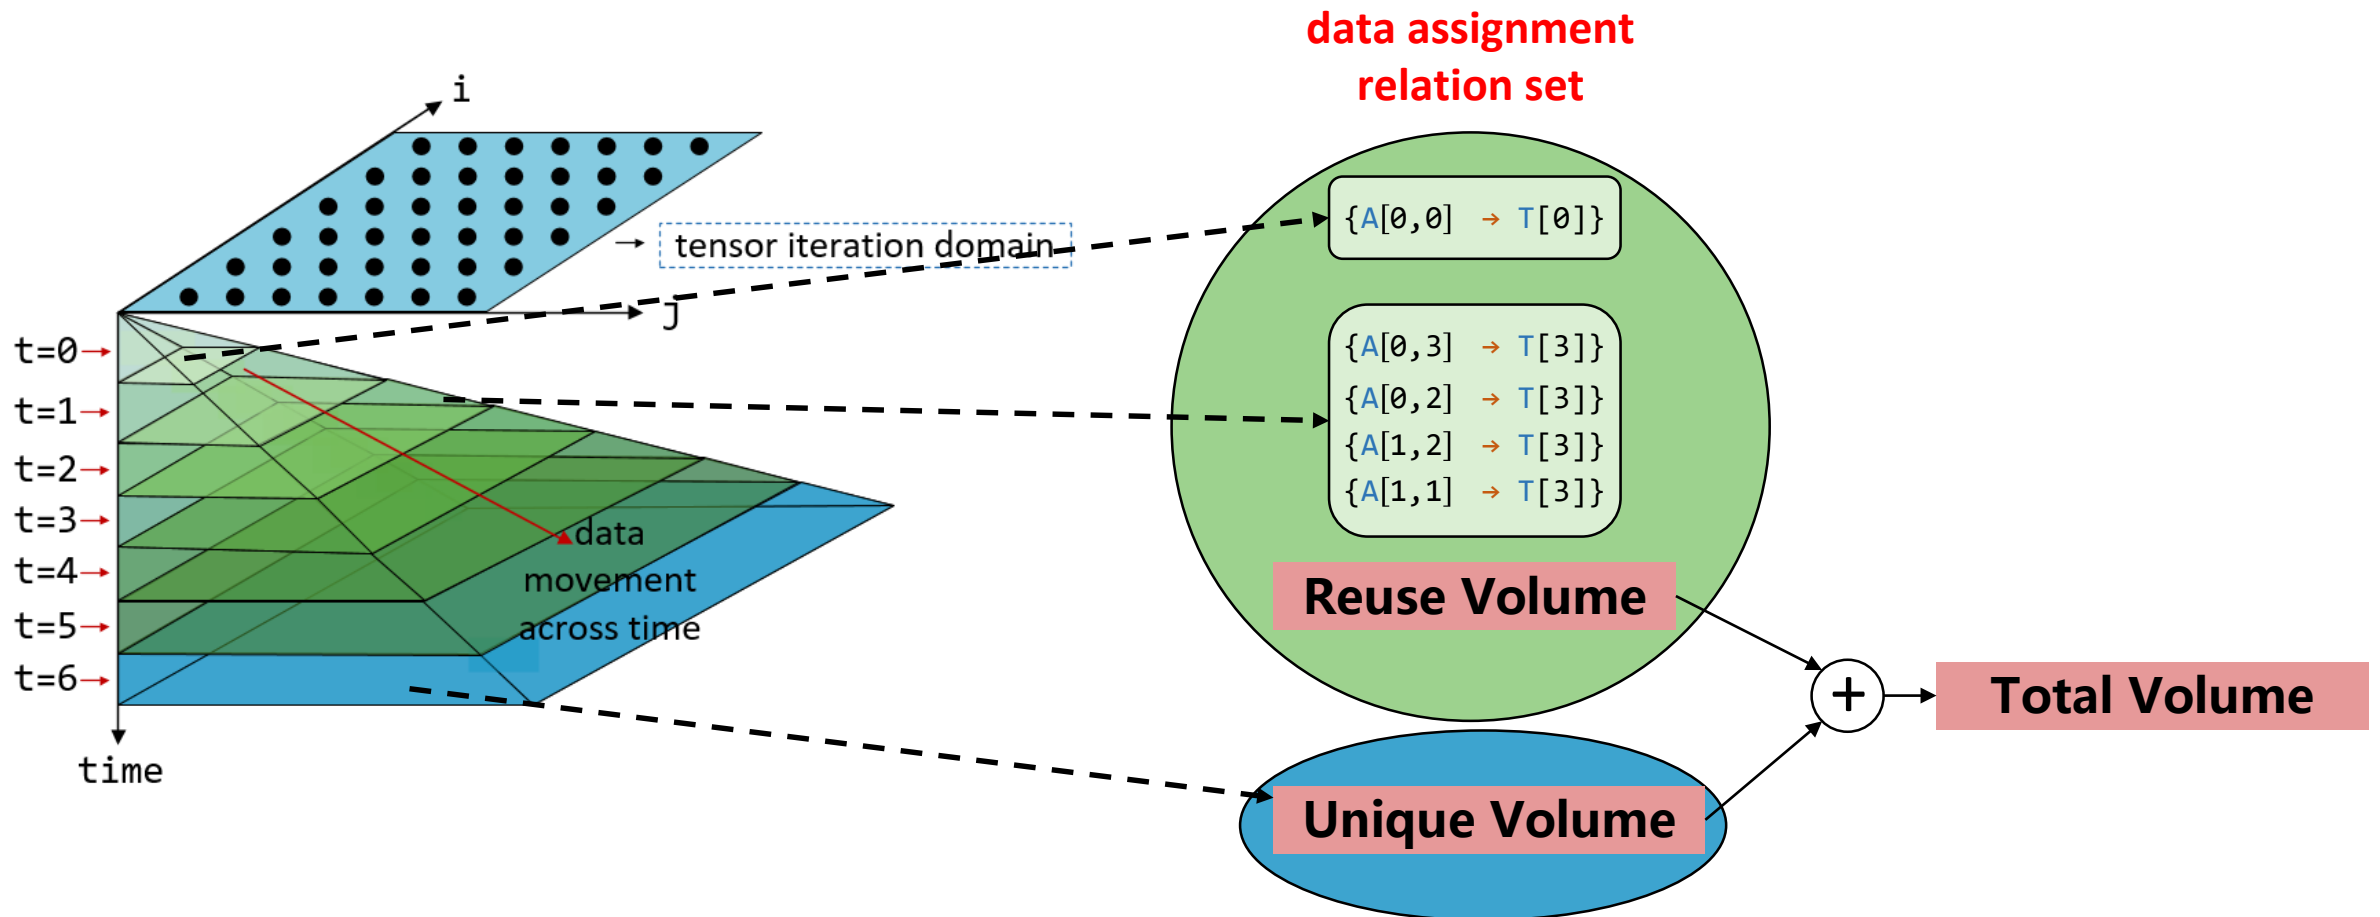 data assignment
relation set
i
tensor iteration domain
J
t=0
t=1
t=2
t=3
t=4
t=5
t=6
time
data
movement
across time
{A[0,0] → T[0]}
{A[0,3] → T[3]}
{A[0,2] → T[3]}
{A[1,2] → T[3]}
{A[1,1] → T[3]}
Reuse Volume
Unique Volume
+
Total Volume